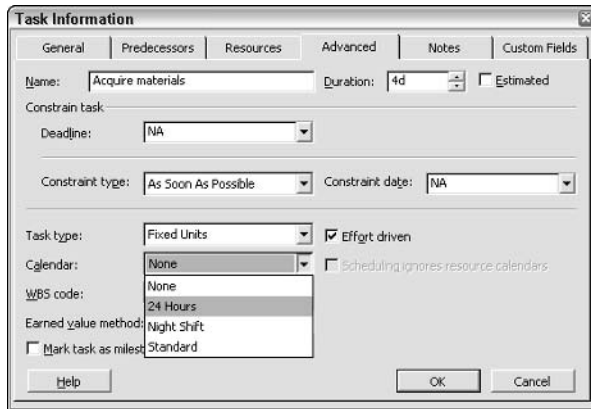 Task Information
General Predecessors Resources Advanced Notes Custom Fields
Name: Acquire materials Duration: 4d Estimated
Constrain task
Deadline: NA
Constraint type: As Soon As Possible Constraint date: NA
Task type: Fixed Units Effort driven
Calendar: None Scheduling ignores resource calendars
None
WBS code:
24 Hours
Earned value method:
Night Shift
Mark task as milest
Standard
Help OK Cancel